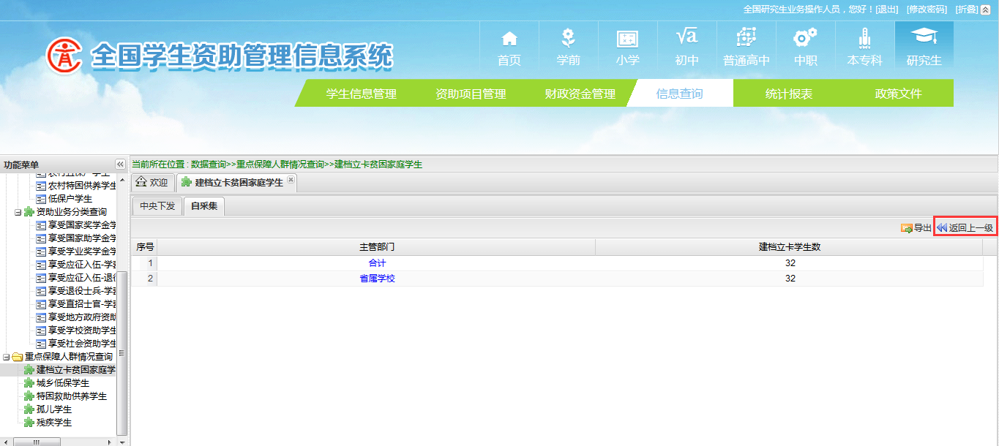 全国研究生业务操作人员，您好！[退出] [修改密码] [折叠]
全国学生资助管理信息系统
首页 学前 小学 初中 普通高中 中职 本专科 研究生
√a
学生信息管理 资助项目管理 财政资金管理 信息查询 统计报表 政策文件
功能菜单
当前所在位置 : 数据查询>>重点保障人群情况查询>>建档立卡贫困家庭学生
欢迎 建档立卡贫困家庭学生
中央下发 自采集
导出 返回上一级
序号 主管部门 建档立卡学生数
1 合计 32
2 省属学校 32
农村特困供养学生
低保户学生
资助业务分类查询
享受国家奖学金学
享受国家助学金学
享受学业奖学金学
享受应征入伍-学
享受应征入伍-退役
享受退役士兵-学
享受直招士官-学
享受地方政府资助
享受学校资助学生
享受社会资助学生
重点保障人群情况查询
建档立卡贫困家庭学
城乡低保学生
特困救助供养学生
孤儿学生
残疾学生